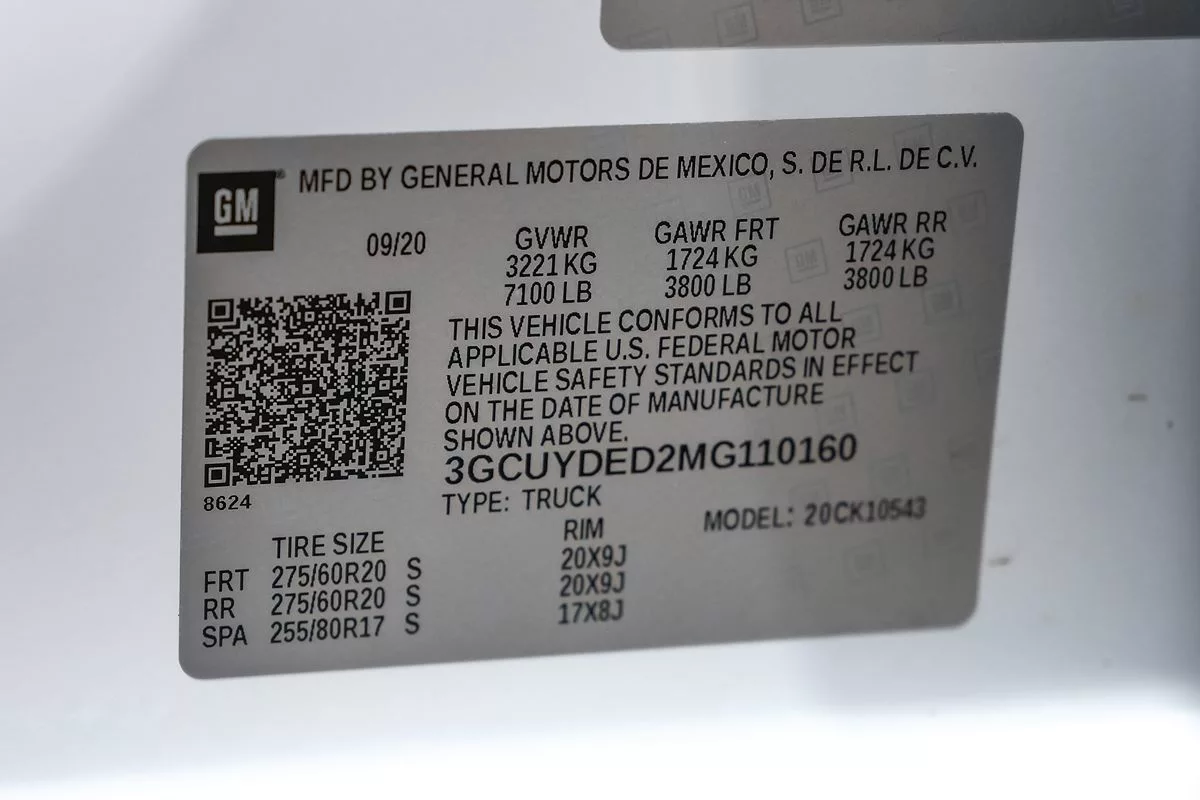 GM® MFD BY GENERAL MOTORS DE MEXICO, S. DE R.L. DE C.V.
09/20 GVWR GAWR FRT GAWR RR
3221 KG 1724 KG 1724 KG
7100 LB 3800 LB 3800 LB
THIS VEHICLE CONFORMS TO ALL
APPLICABLE U.S. FEDERAL MOTOR
VEHICLE SAFETY STANDARDS IN EFFECT
ON THE DATE OF MANUFACTURE
SHOWN ABOVE.
3GCUYDED2MG110160
8624
TYPE: TRUCK
MODEL: 20CK10543
TIRE SIZE RIM
FRT 275/60R20 S 20X9J
RR 275/60R20 S 20X9J
SPA 255/80R17 S 17X8J